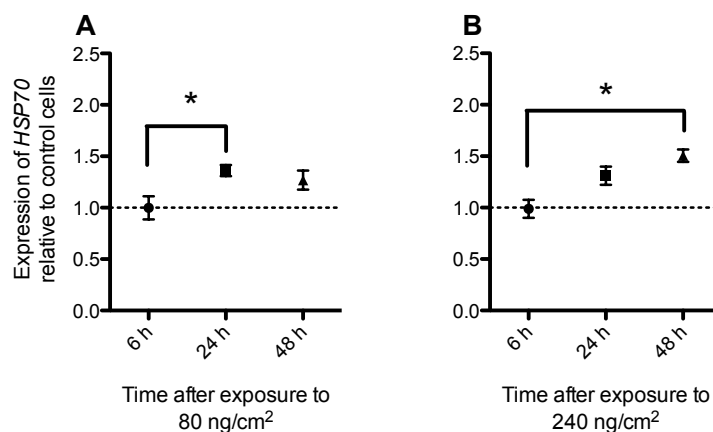 A
B
Expression of HSP70
relative to control cells
2.5
2.0
1.5
1.0
0.5
0.0
*
6 h
24 h
48 h
Time after exposure to
80 ng/cm²
2.5
2.0
1.5
1.0
0.5
0.0
*
6 h
24 h
48 h
Time after exposure to
240 ng/cm²